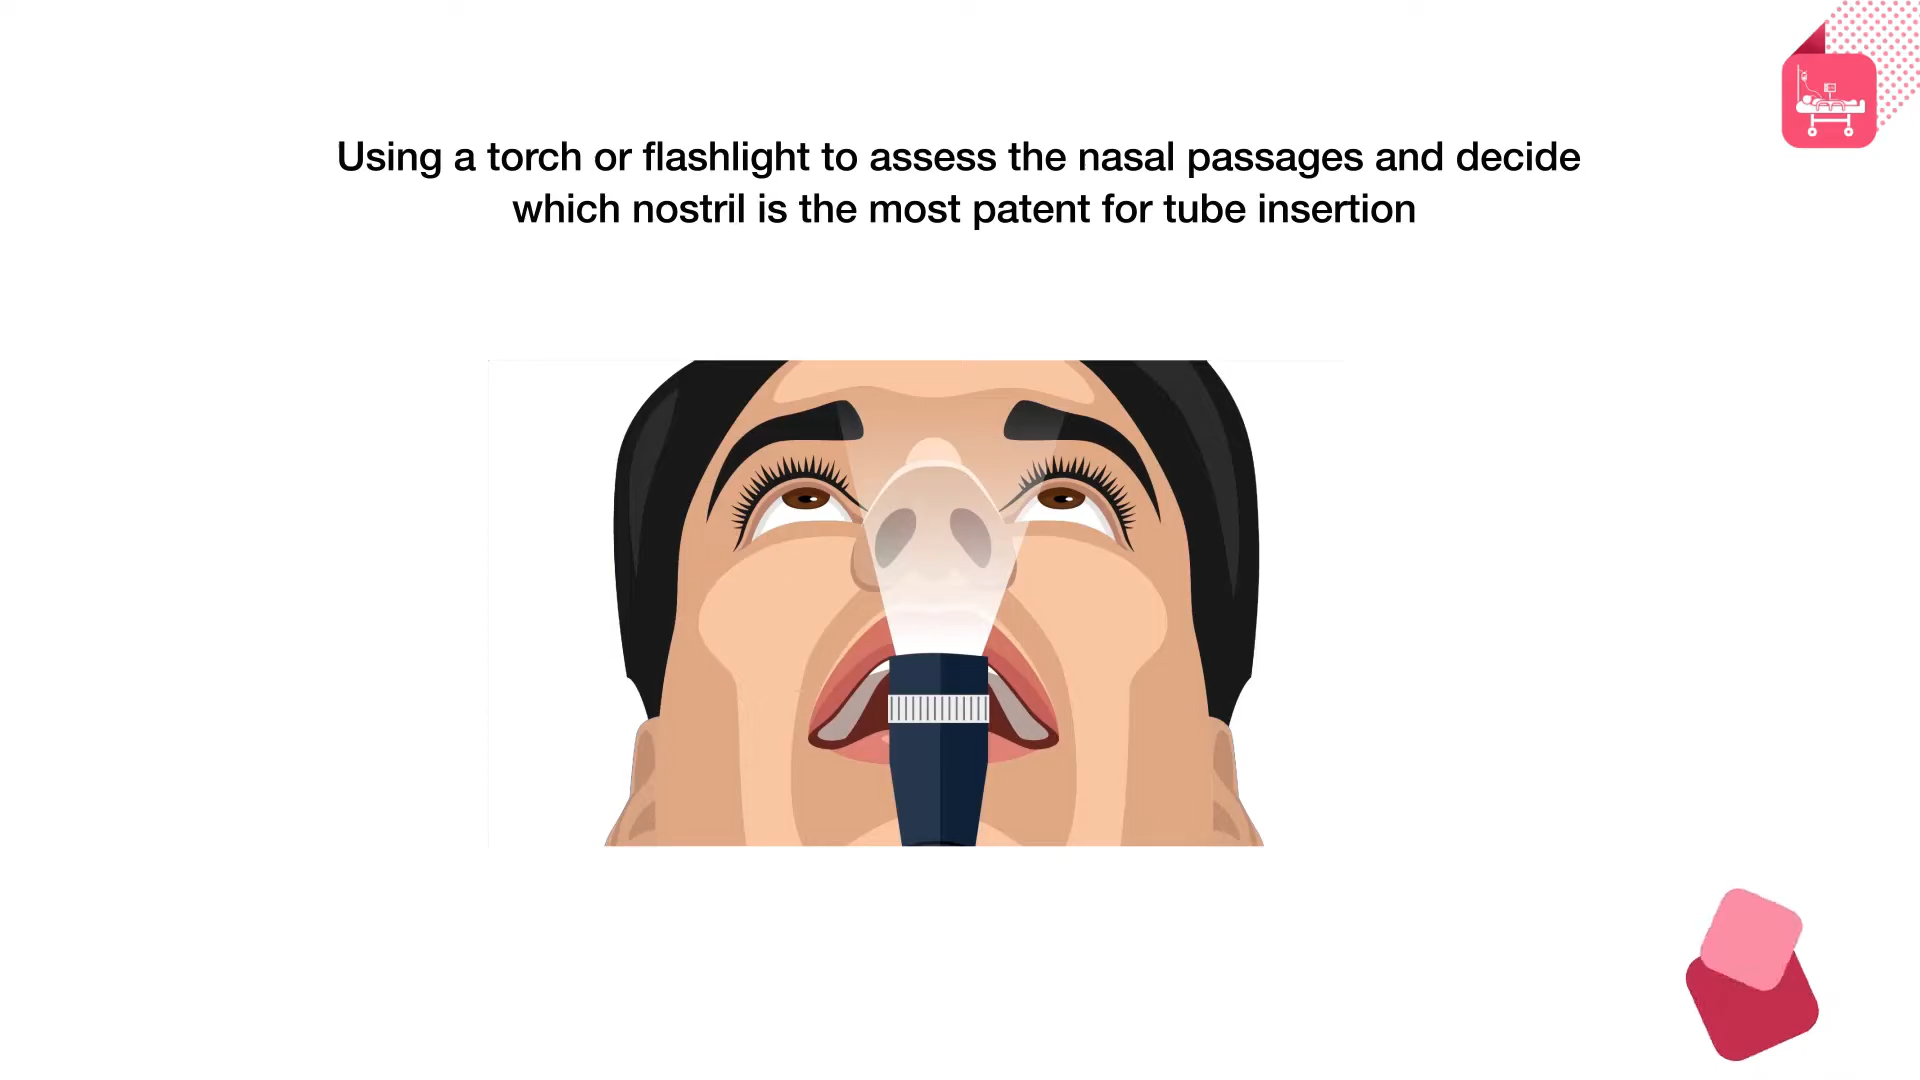 Using a torch or flashlight to assess the nasal passages and decide
which nostril is the most patent for tube insertion